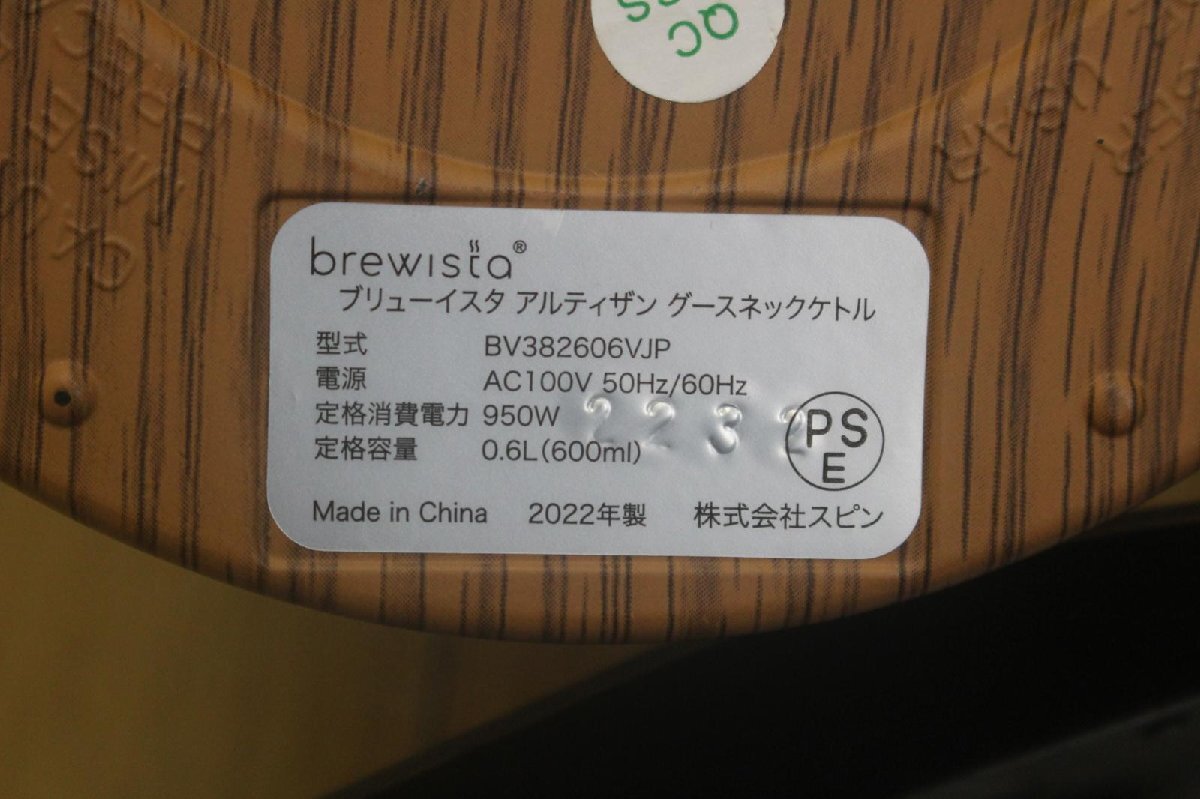 QC
brewista®
ブリューイスタ アルティザン グースネックケトル
型式 BV382606VJP
電源 AC100V 50Hz/60Hz
定格消費電力 950W
定格容量 0.6L(600ml)
2232
PS
E
Made in China 2022年製 株式会社スピン